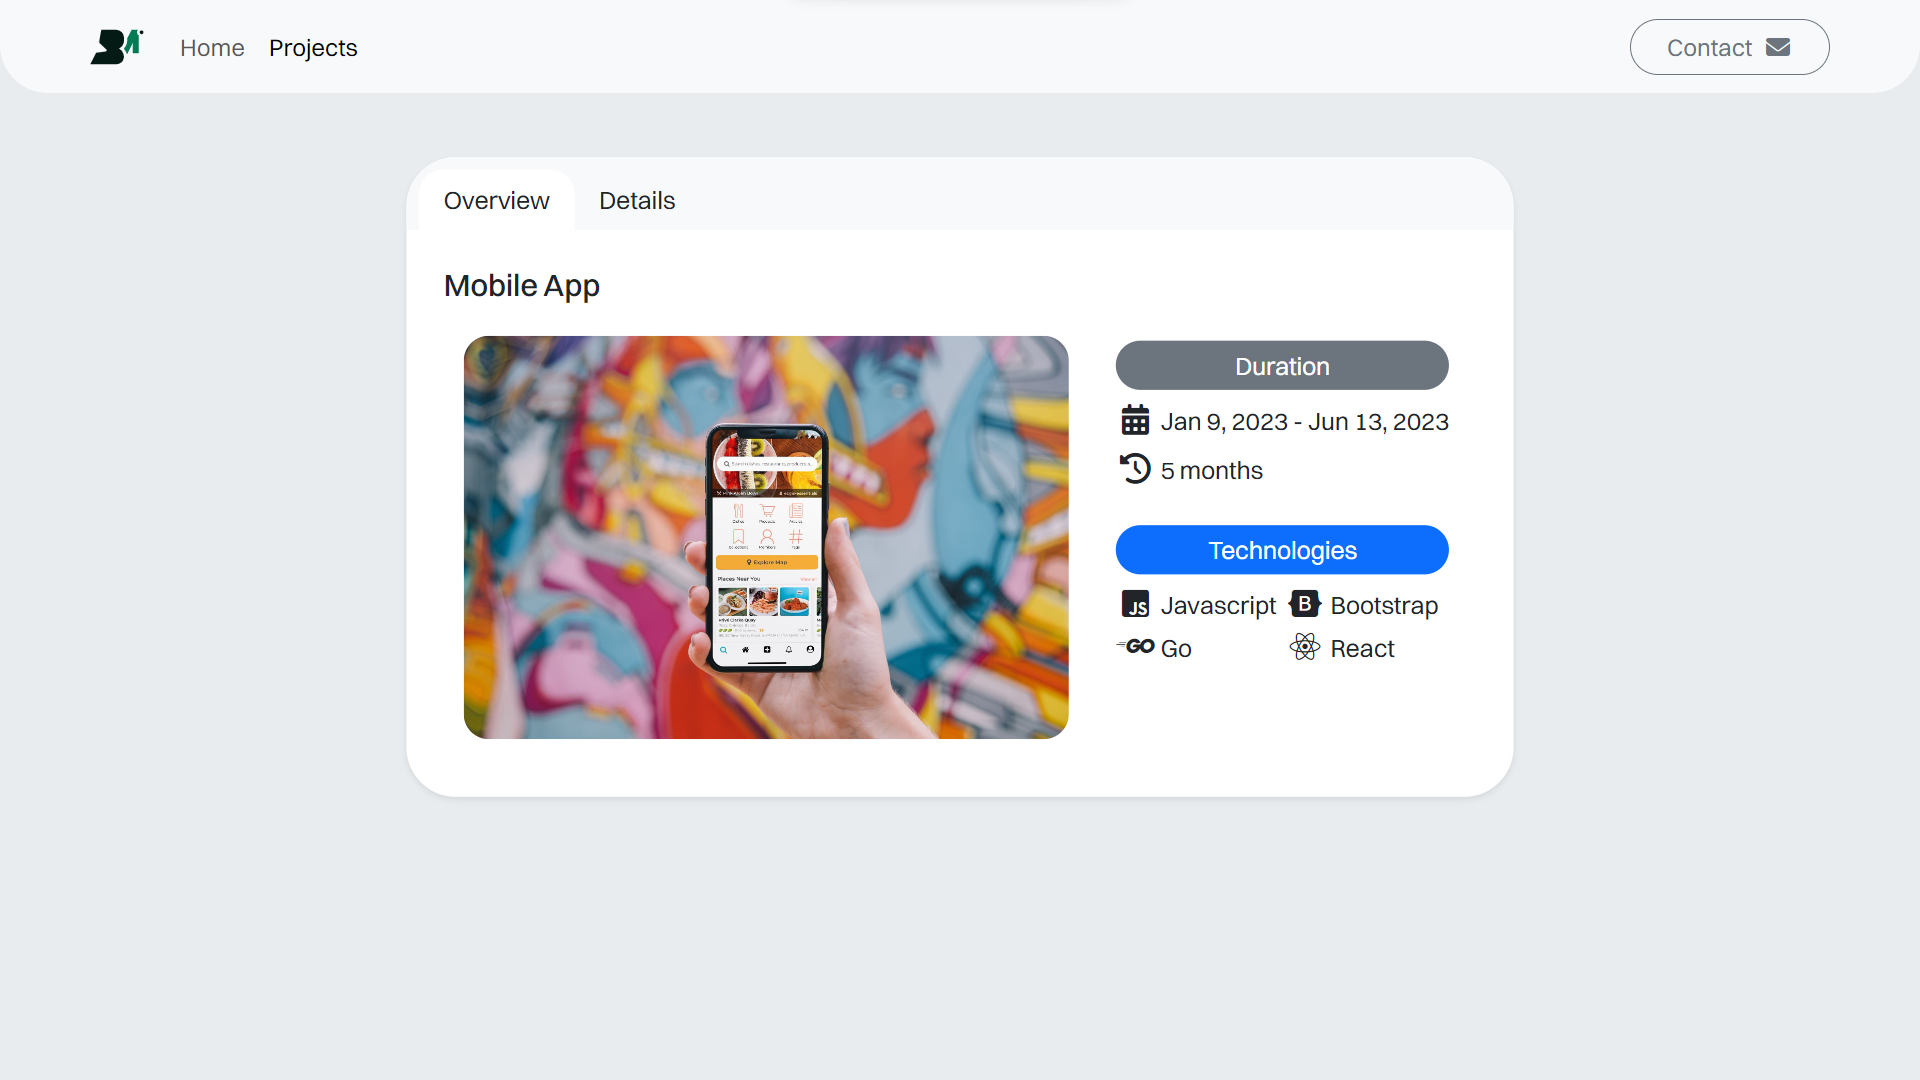 Home Projects Contact
Overview Details
Mobile App
Duration
Jan 9, 2023 - Jun 13, 2023
5 months
Technologies
JS Javascript B Bootstrap
GO Go React
Explore Map
Places Near You